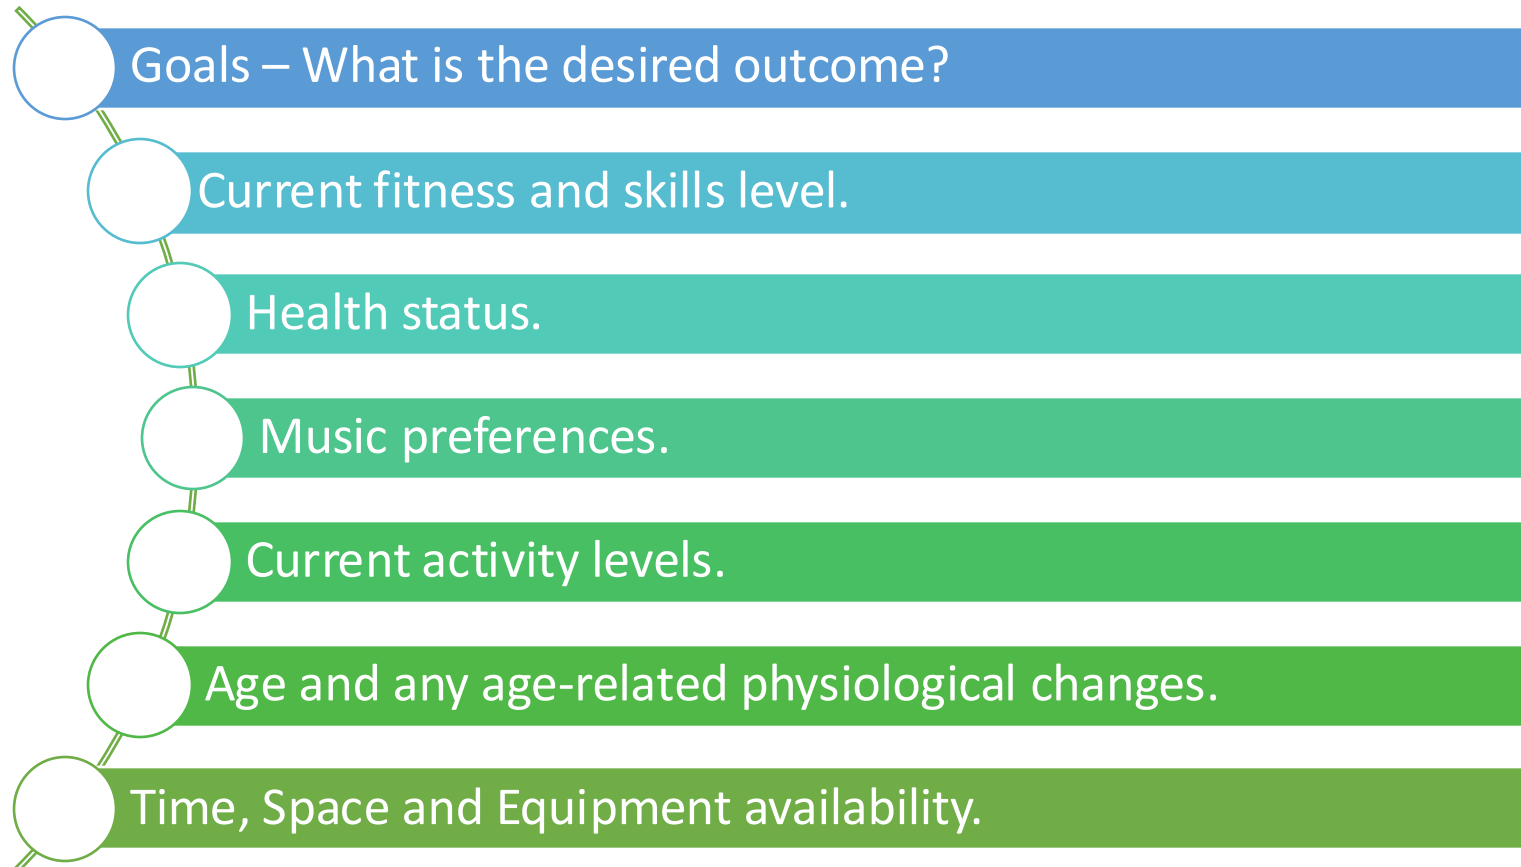 Goals – What is the desired outcome?
Current fitness and skills level.
Health status.
Music preferences.
Current activity levels.
Age and any age-related physiological changes.
Time, Space and Equipment availability.